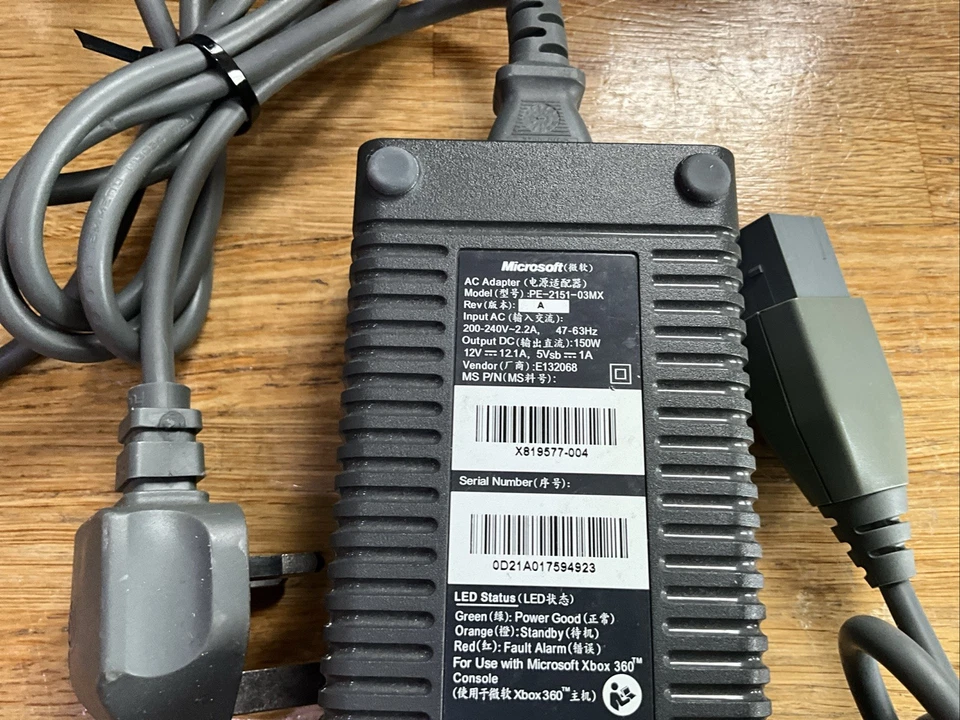 Microsoft(微软)
AC Adapter (电源适配器)
Model (型号) :PE-2151-03MX
Rev(版本): A
Input AC (输入交流):
200-240V~2.2A, 47-63Hz
Output DC(输出直流):150W
12V ⎓ 12.1A, 5Vsb ⎓ 1A
Vendor (厂商) :E132068
MS P/N(MS料号):
X819577-004
Serial Number(序号):
0D21A017594923
LED Status (LED状态)
Green(绿): Power Good (正常)
Orange(橙):Standby(待机)
Red(红): Fault Alarm(错误)
For Use with Microsoft Xbox 360™
Console
(使用于微软 Xbox 360™ 主机)